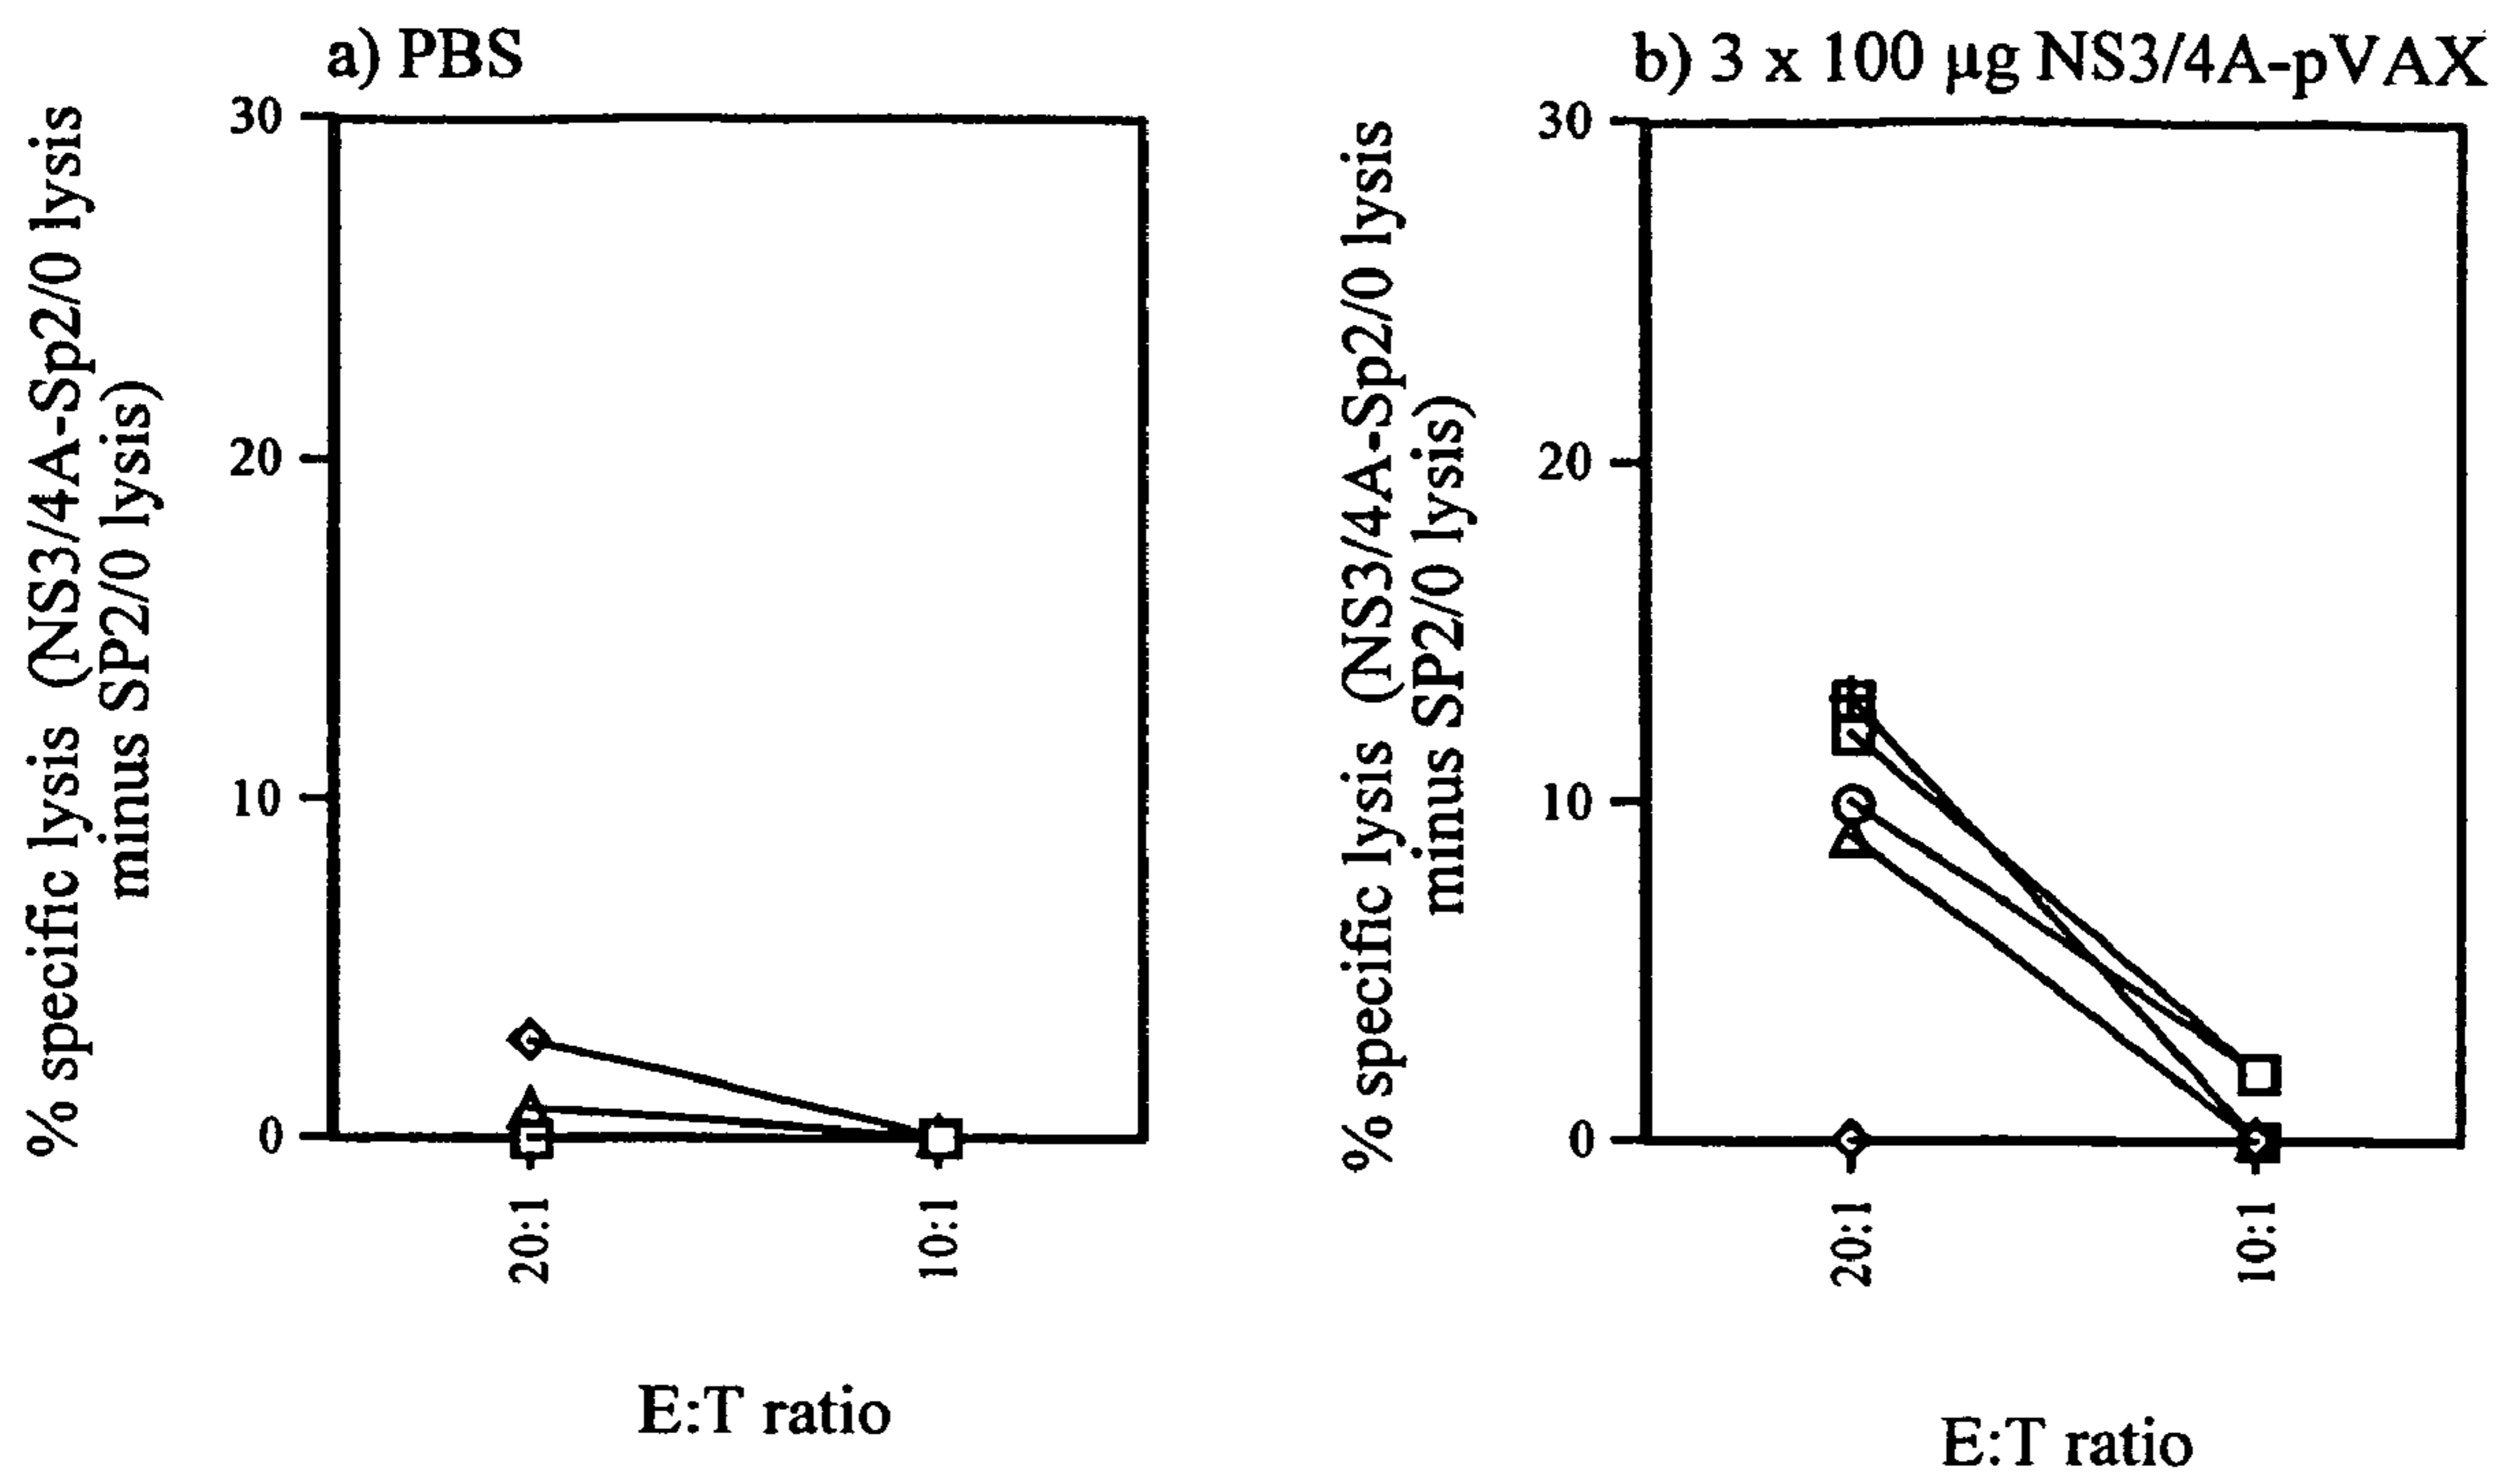 a) PBS
% specific lysis (NS3/4A-Sp2/0 lysis
minus SP2/0 lysis)
30
20
10
0
20:1
10:1
E:T ratio
b) 3 x 100 µg NS3/4A-pVAX
% specific lysis (NS3/4A-Sp2/0 lysis
minus SP2/0 lysis)
30
20
10
0
20:1
10:1
E:T ratio